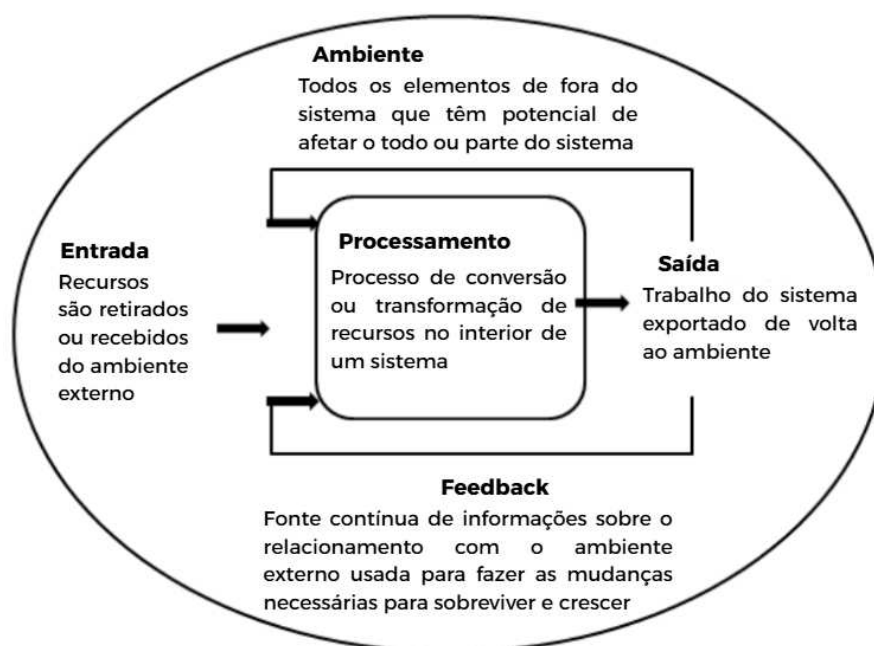 Ambiente
Todos os elementos de fora do
sistema que têm potencial de
afetar o todo ou parte do sistema
Entrada
Recursos
são retirados
ou recebidos
do ambiente
externo
Processamento
Processo de conversão
ou transformação de
recursos no interior de
um sistema
Saída
Trabalho do sistema
exportado de volta
ao ambiente
Feedback
Fonte contínua de informações sobre o
relacionamento com o ambiente
externo usada para fazer as mudanças
necessárias para sobreviver e crescer